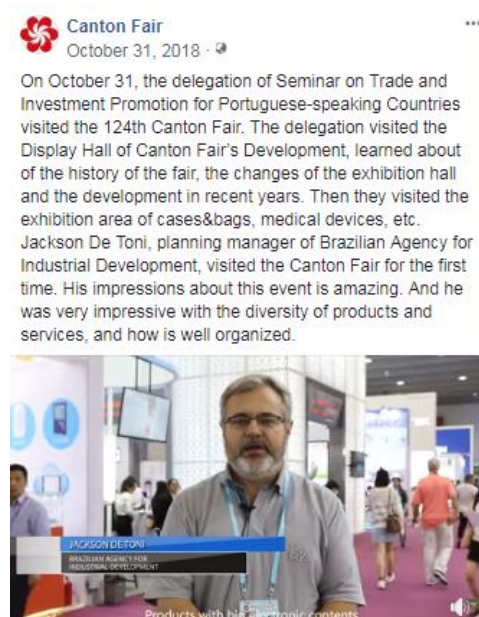 Canton Fair
October 31, 2018 ·
On October 31, the delegation of Seminar on Trade and
Investment Promotion for Portuguese-speaking Countries
visited the 124th Canton Fair. The delegation visited the
Display Hall of Canton Fair's Development, learned about
of the history of the fair, the changes of the exhibition hall
and the development in recent years. Then they visited the
exhibition area of cases&bags, medical devices, etc.
Jackson De Toni, planning manager of Brazilian Agency for
Industrial Development, visited the Canton Fair for the first
time. His impressions about this event is amazing. And he
was very impressive with the diversity of products and
services, and how is well organized.
JACKSON DE TONI
BRAZILIAN AGENCY FOR
INDUSTRIAL DEVELOPMENT
Products with big electronic contents